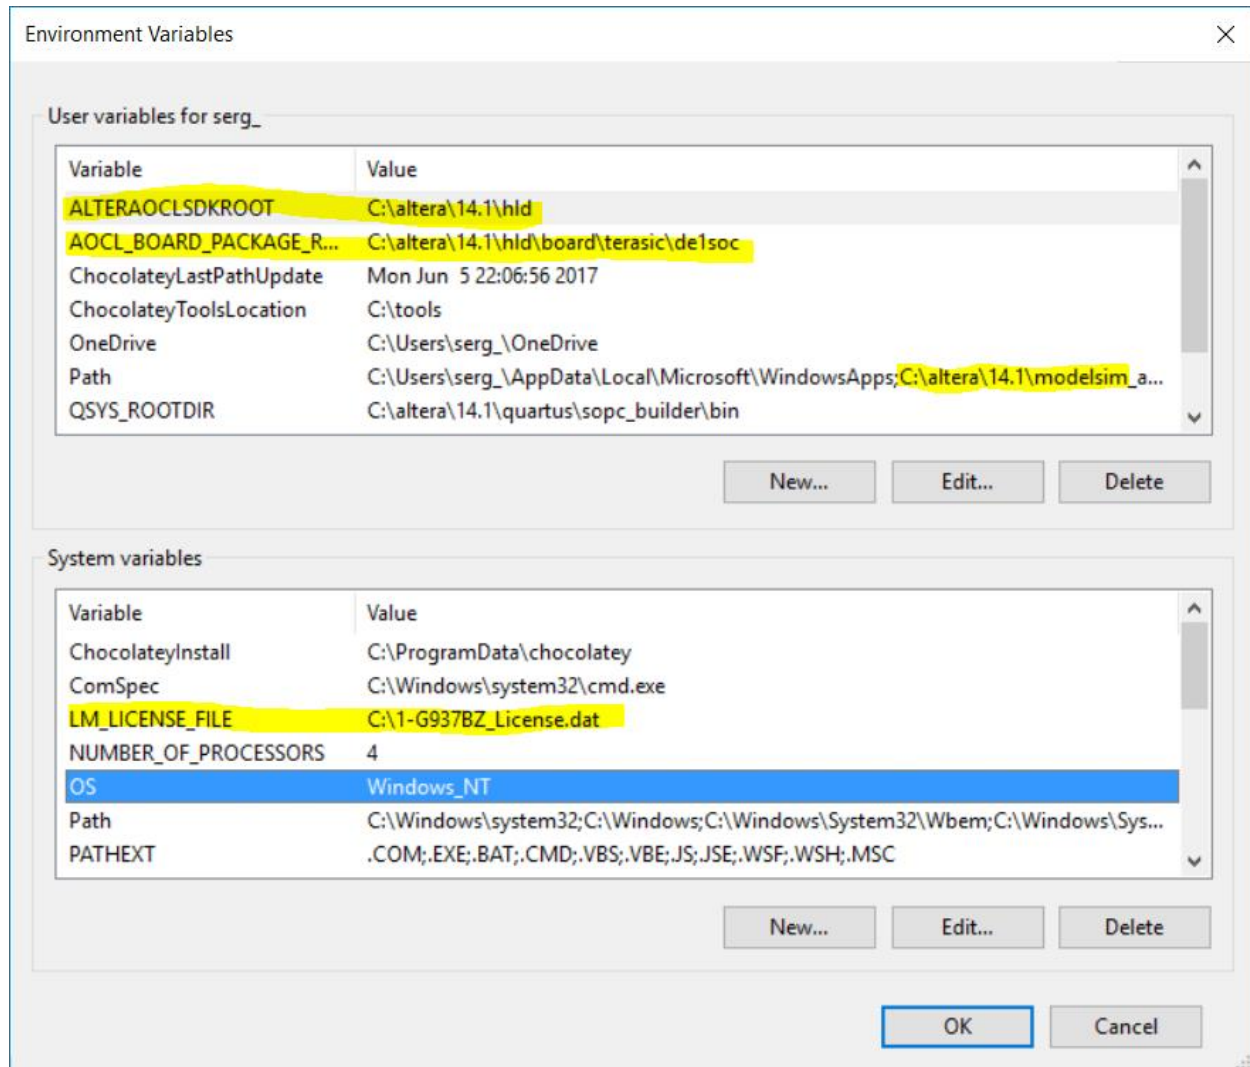 Environment Variables
User variables for serg_
Variable Value
ALTERAOCLSDKROOT C:\altera\14.1\hld
AOCL_BOARD_PACKAGE_R... C:\altera\14.1\hld\board\terasic\de1soc
ChocolateyLastPathUpdate Mon Jun 5 22:06:56 2017
ChocolateyToolsLocation C:\tools
OneDrive C:\Users\serg_\OneDrive
Path C:\Users\serg_\AppData\Local\Microsoft\WindowsApps;C:\altera\14.1\modelsim_a...
QSYS_ROOTDIR C:\altera\14.1\quartus\sopc_builder\bin
New... Edit... Delete
System variables
Variable Value
ChocolateyInstall C:\ProgramData\chocolatey
ComSpec C:\Windows\system32\cmd.exe
LM_LICENSE_FILE C:\1-G937BZ_License.dat
NUMBER_OF_PROCESSORS 4
OS Windows_NT
Path C:\Windows\system32;C:\Windows;C:\Windows\System32\Wbem;C:\Windows\Sys...
PATHEXT .COM;.EXE;.BAT;.CMD;.VBS;.VBE;.JS;.JSE;.WSF;.WSH;.MSC
New... Edit... Delete
OK Cancel